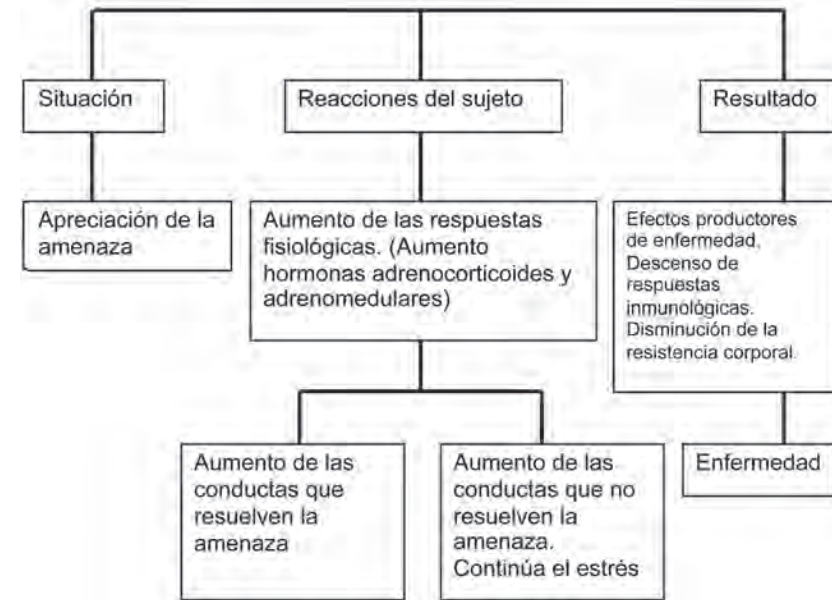 Situación
Reacciones del sujeto
Resultado
Apreciación de la
amenaza
Aumento de las respuestas
fisiológicas. (Aumento
hormonas adrenocorticoides y
adrenomedulares)
Efectos productores
de enfermedad.
Descenso de
respuestas
inmunológicas.
Disminución de la
resistencia corporal.
Aumento de las
conductas que
resuelven la
amenaza
Aumento de las
conductas que no
resuelven la
amenaza.
Continúa el estrés
Enfermedad